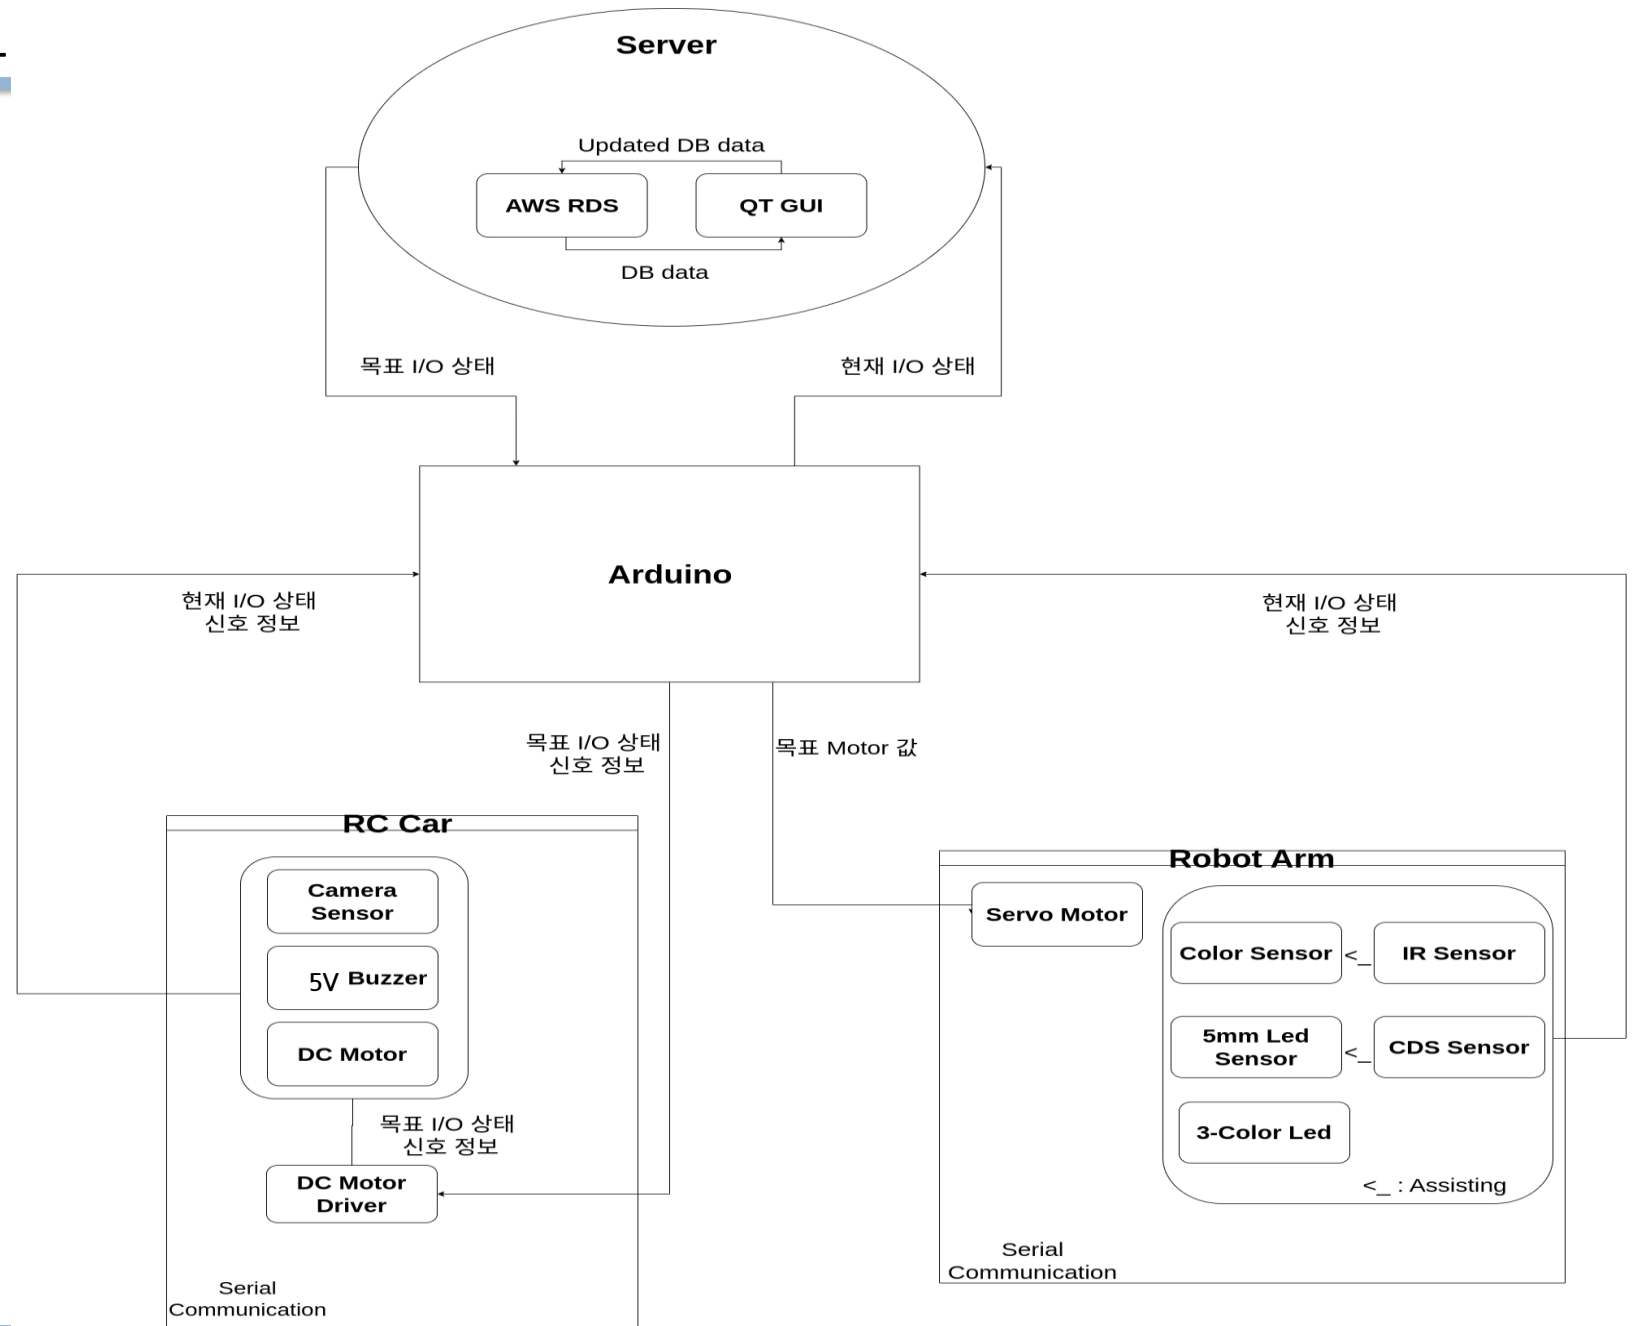 Server
Updated DB data
AWS RDS
QT GUI
DB data
목표 I/O 상태
현재 I/O 상태
Arduino
현재 I/O 상태
신호 정보
현재 I/O 상태
신호 정보
목표 I/O 상태
신호 정보
목표 Motor 값
RC Car
Camera
Sensor
5V Buzzer
DC Motor
목표 I/O 상태
신호 정보
DC Motor
Driver
Serial
Communication
Robot Arm
Servo Motor
Color Sensor <_ IR Sensor
5mm Led
Sensor
<_ CDS Sensor
3-Color Led
<_ : Assisting
Serial
Communication